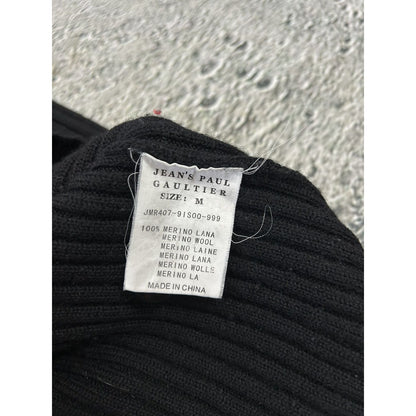 JEAN'S PAUL
GAULTIER
SIZE: M
JMR407-91S00-999
100% MERINO LANA
MERINO WOOL
MERINO LAINE
MERINO LANA
MERINO WOLLE
MERINO LA
MADE IN CHINA